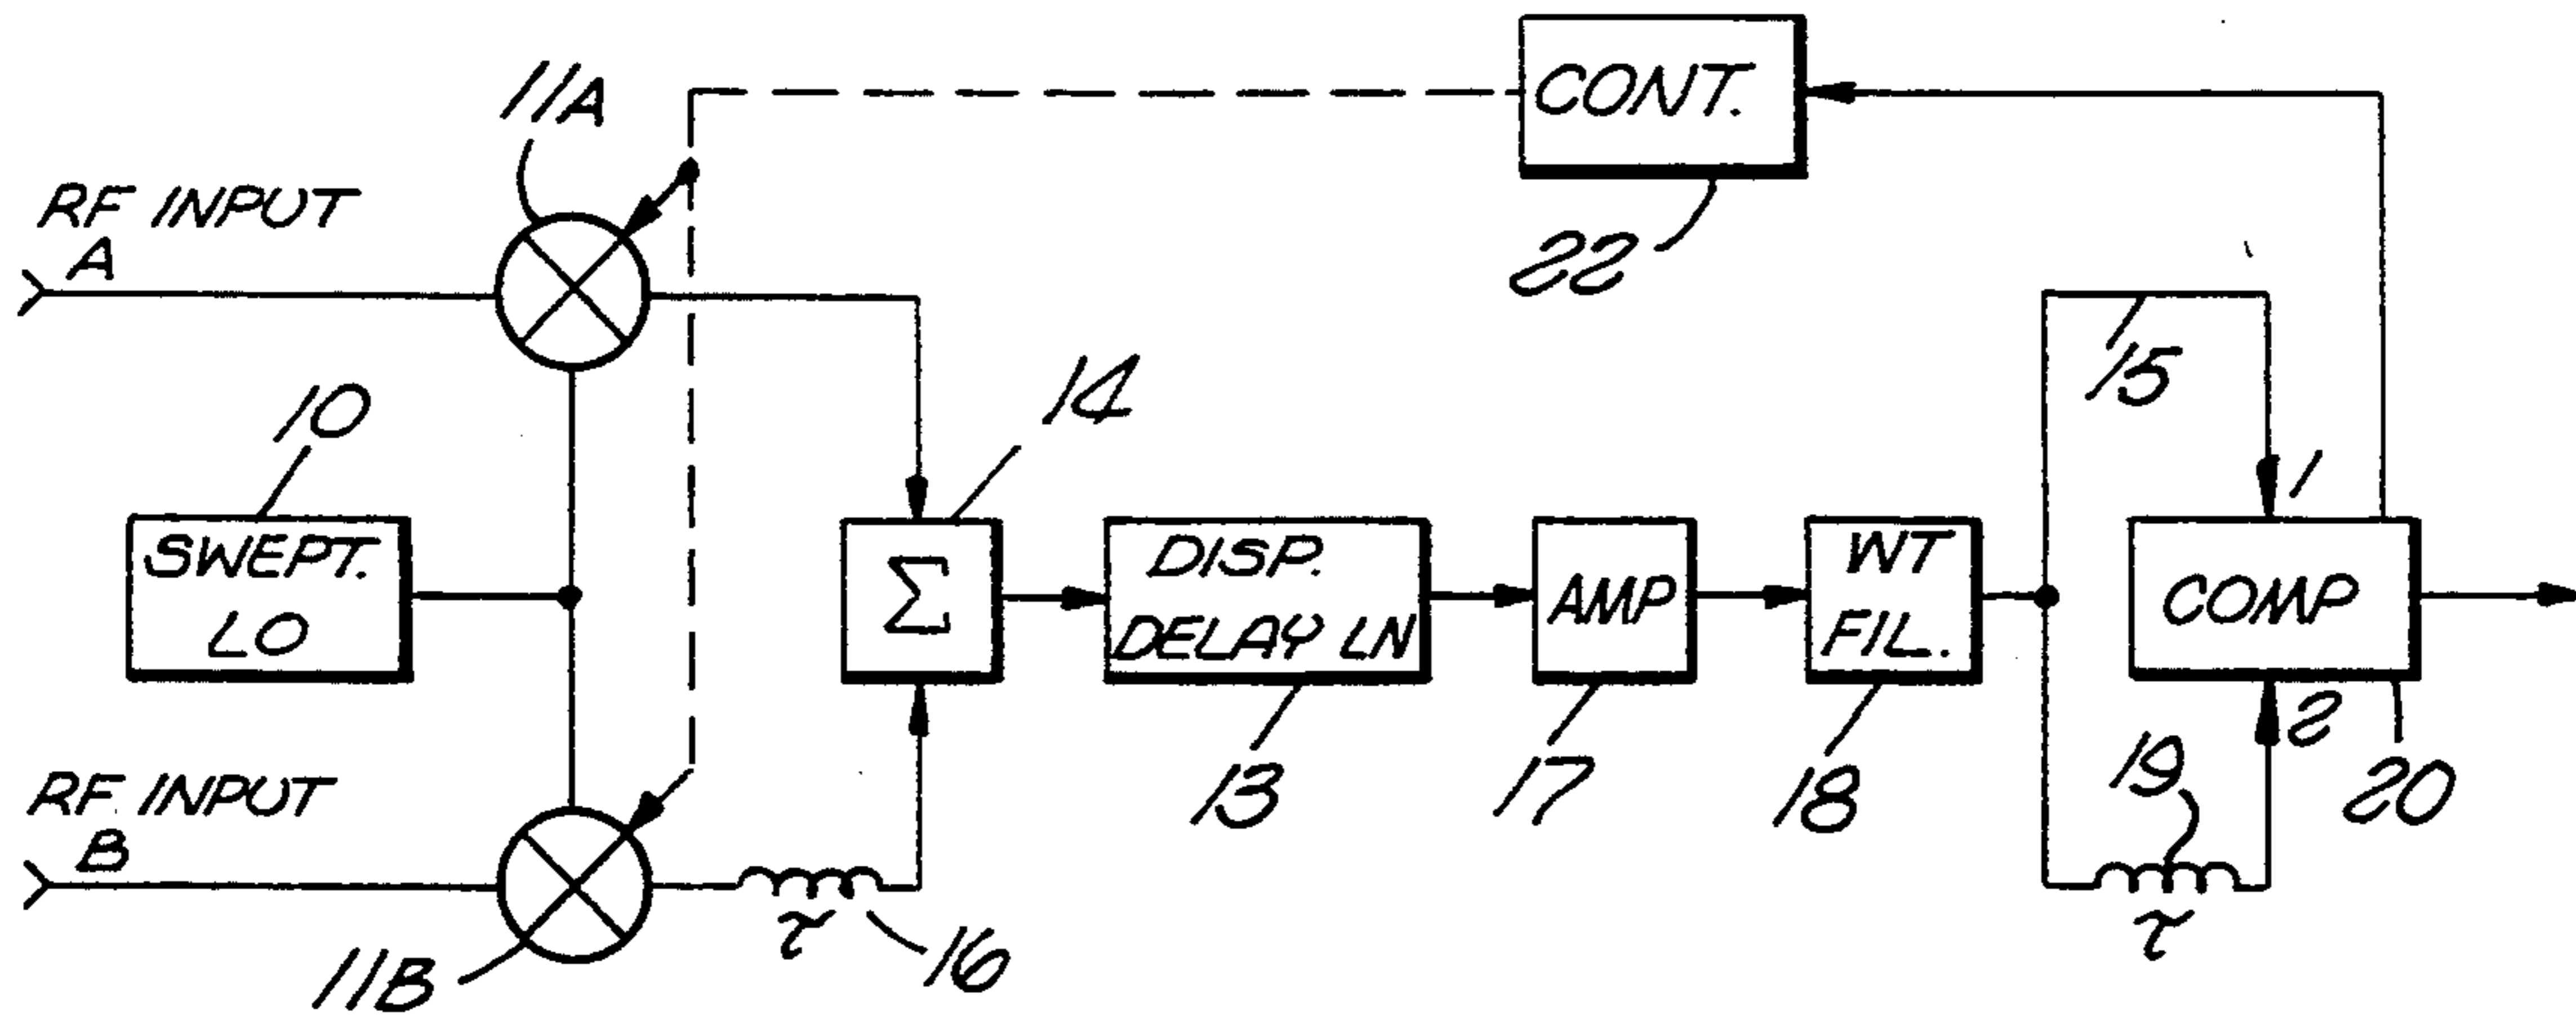 CONT.
22
11A
RF INPUT
A
10
SWEPT.
LO
14
Σ
DISP.
DELAY LN
13
AMP
17
WT
FIL.
18
15
1
COMP
2
20
19
τ
RF INPUT
B
11B
τ
16